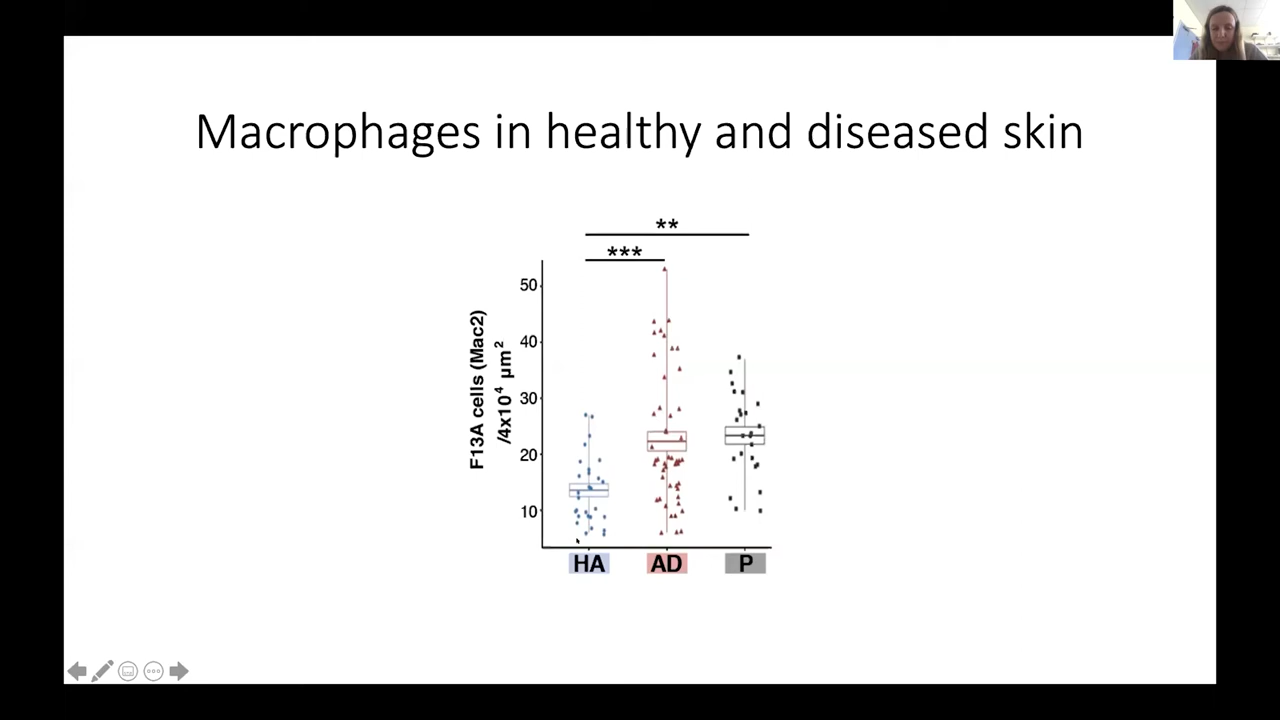 Macrophages in healthy and diseased skin
**
***
F13A cells (Mac2)
/4x10⁴ µm²
50
40
30
20
10
HA AD P